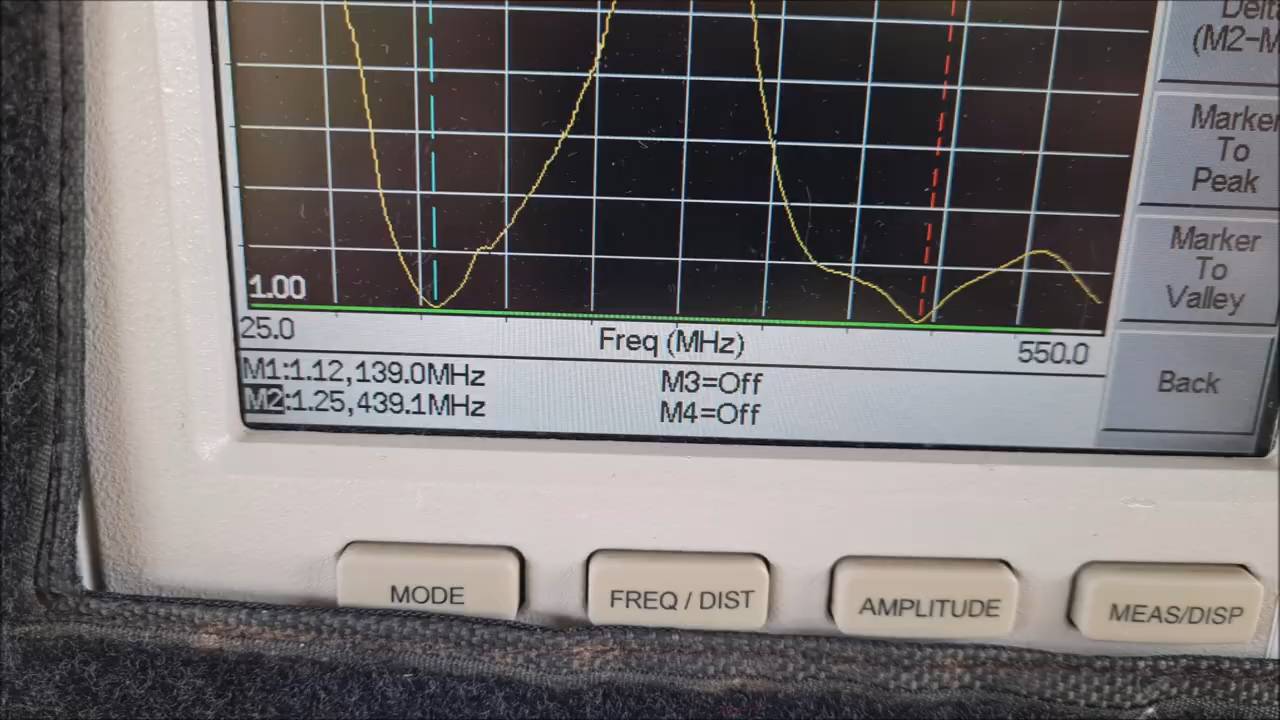 (M2-M
Marker
To
Peak
Marker
To
Valley
1.00
25.0
Freq (MHz)
550.0
M1:1.12,139.0MHz
M3=Off
M2:1.25,439.1MHz
M4=Off
Back
MODE
FREQ / DIST
AMPLITUDE
MEAS/DISP